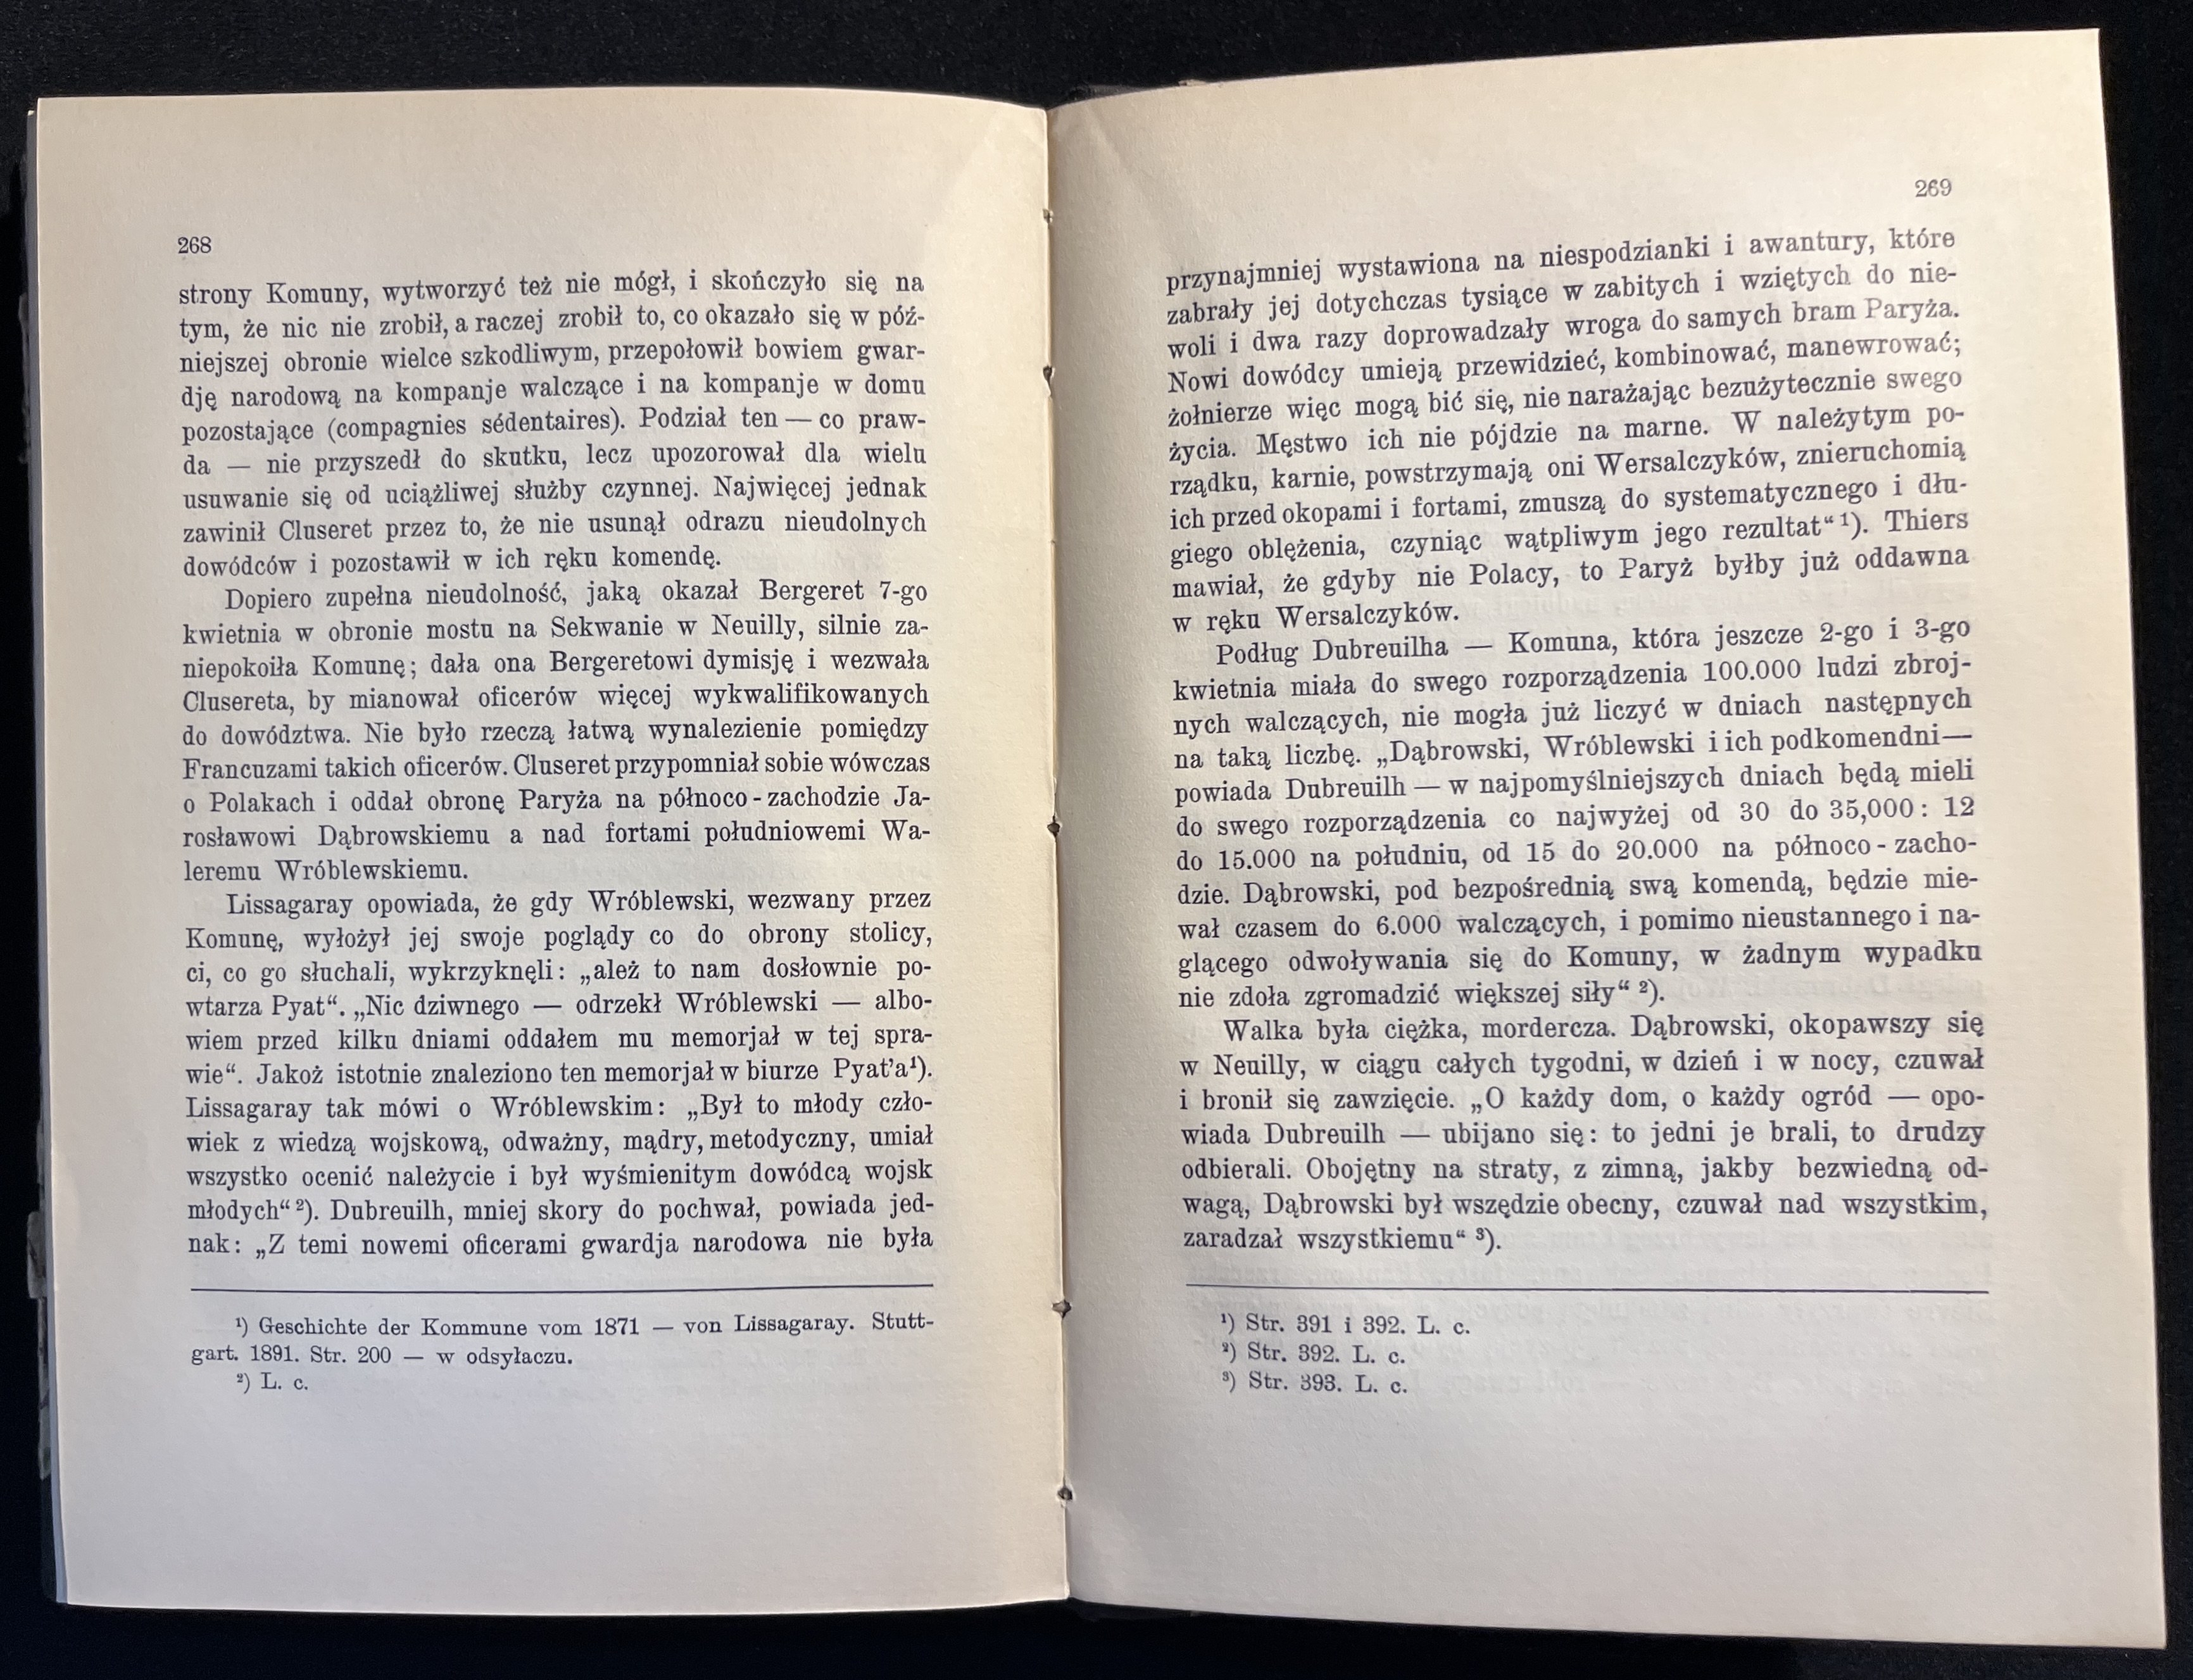 268
strony Komuny, wytworzyć też nie mógł, i skończyło się na
tym, że nic nie zrobił, a raczej zrobił to, co okazało się w póź-
niejszej obronie wielce szkodliwym, przepołowił bowiem gwar-
dję narodową na kompanje walczące i na kompanje w domu
pozostające (compagnies sédentaires). Podział ten — co praw-
da — nie przyszedł do skutku, lecz upozorował dla wielu
usuwanie się od uciążliwej służby czynnej. Najwięcej jednak
zawinił Cluseret przez to, że nie usunął odrazu nieudolnych
dowódców i pozostawił w ich ręku komendę.
Dopiero zupełna nieudolność, jaką okazał Bergeret 7-go
kwietnia w obronie mostu na Sekwanie w Neuilly, silnie za-
niepokoiła Komunę; dała ona Bergeretowi dymisję i wezwała
Clusereta, by mianował oficerów więcej wykwalifikowanych
do dowództwa. Nie było rzeczą łatwą wynalezienie pomiędzy
Francuzami takich oficerów. Cluseret przypomniał sobie wówczas
o Polakach i oddał obronę Paryża na północo-zachodzie Ja-
rosławowi Dąbrowskiemu a nad fortami południowemi Wa-
leremu Wróblewskiemu.
Lissagaray opowiada, że gdy Wróblewski, wezwany przez
Komunę, wyłożył jej swoje poglądy co do obrony stolicy,
ci, co go słuchali, wykrzyknęli: „ależ to nam dosłownie po-
wtarza Pyat“. „Nic dziwnego — odrzekł Wróblewski — albo-
wiem przed kilku dniami oddałem mu memorjał w tej spra-
wie“. Jakoż istotnie znaleziono ten memorjał w biurze Pyat’a¹).
Lissagaray tak mówi o Wróblewskim: „Był to młody czło-
wiek z wiedzą wojskową, odważny, mądry, metodyczny, umiał
wszystko ocenić należycie i był wyśmienitym dowódcą wojsk
młodych“ ²). Dubreuilh, mniej skory do pochwał, powiada jed-
nak: „Z temi nowemi oficerami gwardja narodowa nie była
¹) Geschichte der Kommune vom 1871 — von Lissagaray. Stutt-
gart. 1891. Str. 200 — w odsyłaczu.
²) L. c.
269
przynajmniej wystawiona na niespodzianki i awantury, które
zabrały jej dotychczas tysiące w zabitych i wziętych do nie-
woli i dwa razy doprowadzały wroga do samych bram Paryża.
Nowi dowódcy umieją przewidzieć, kombinować, manewrować;
żołnierze więc mogą bić się, nie narażając bezużytecznie swego
życia. Męstwo ich nie pójdzie na marne. W należytym po-
rządku, karnie, powstrzymają oni Wersalczyków, znieruchomią
ich przed okopami i fortami, zmuszą do systematycznego i dłu-
giego oblężenia, czyniąc wątpliwym jego rezultat“ ¹). Thiers
mawiał, że gdyby nie Polacy, to Paryż byłby już oddawna
w ręku Wersalczyków.
Podług Dubreuilha — Komuna, która jeszcze 2-go i 3-go
kwietnia miała do swego rozporządzenia 100.000 ludzi zbroj-
nych walczących, nie mogła już liczyć w dniach następnych
na taką liczbę. „Dąbrowski, Wróblewski i ich podkomendni—
powiada Dubreuilh — w najpomyślniejszych dniach będą mieli
do swego rozporządzenia co najwyżej od 30 do 35,000: 12
do 15.000 na południu, od 15 do 20.000 na północo-zacho-
dzie. Dąbrowski, pod bezpośrednią swą komendą, będzie mie-
wał czasem do 6.000 walczących, i pomimo nieustannego i na-
glącego odwoływania się do Komuny, w żadnym wypadku
nie zdoła zgromadzić większej siły“ ²).
Walka była ciężka, mordercza. Dąbrowski, okopawszy się
w Neuilly, w ciągu całych tygodni, w dzień i w nocy, czuwał
i bronił się zawzięcie. „O każdy dom, o każdy ogród — opo-
wiada Dubreuilh — ubijano się: to jedni je brali, to drudzy
odbierali. Obojętny na straty, z zimną, jakby bezwiedną od-
wagą, Dąbrowski był wszędzie obecny, czuwał nad wszystkim,
zaradzał wszystkiemu“ ³).
¹) Str. 391 i 392. L. c.
²) Str. 392. L. c.
³) Str. 393. L. c.